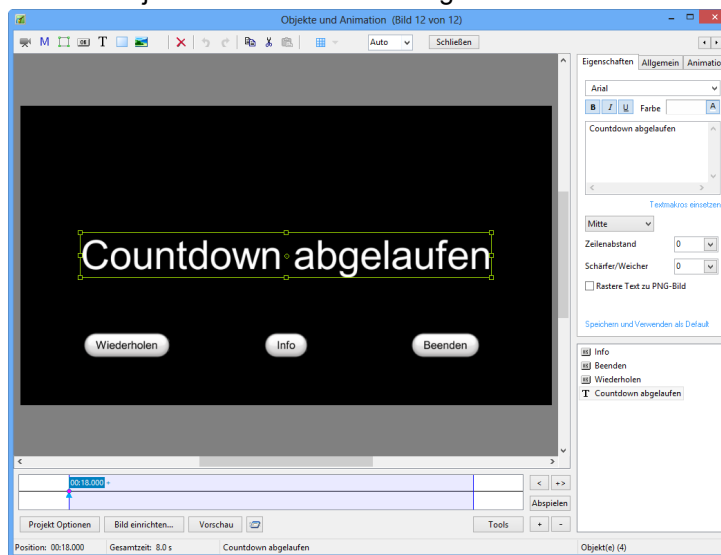 Objekte und Animation (Bild 12 von 12)
M OK T Auto Schließen
Eigenschaften Allgemein Animatio
Arial
B I U Farbe A
Countdown abgelaufen
Textmakros einsetzen
Mitte
Zeilenabstand 0
Schärfer/Weicher 0
Rastere Text zu PNG-Bild
Speichern und Verwenden als Default
Countdown abgelaufen
Wiederholen Info Beenden
Info
Beenden
Wiederholen
T Countdown abgelaufen
00:18.000
< +>
Abspielen
Projekt Optionen Bild einrichten... Vorschau Tools + -
Position: 00:18.000 Gesamtzeit: 8.0 s Countdown abgelaufen Objekt(e) (4)